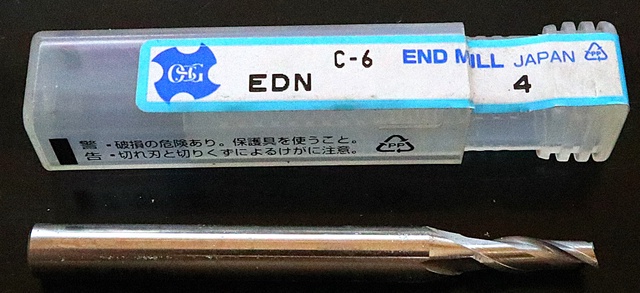 OSG
C-6
EDN
END MILL JAPAN
4
警・破損の危険あり。保護具を使うこと。
告・切れ刃と切りくずによるけがに注意。
PP